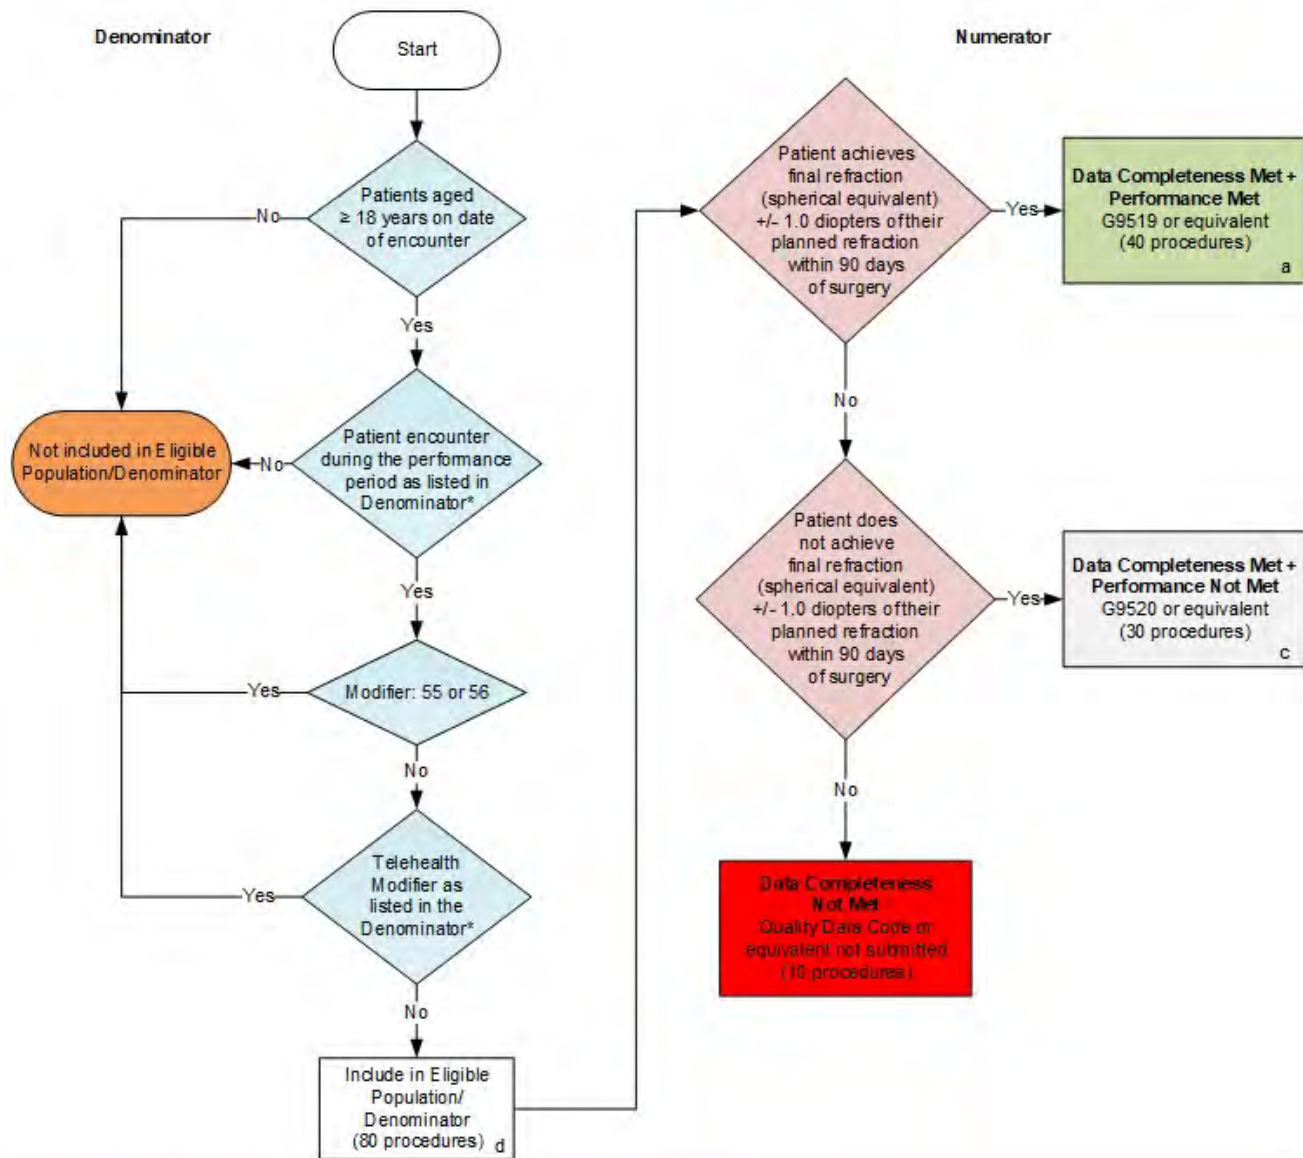 Denominator
Start
Patients aged
≥ 18 years on date
of encounter
No
Yes
Patient encounter
during the performance
period as listed in
Denominator*
No
Not included in Eligible
Population/Denominator
Yes
Modifier: 55 or 56
Yes
No
Telehealth
Modifier as
listed in the
Denominator*
Yes
No
Include in Eligible
Population/
Denominator
(80 procedures)
d
Numerator
Patient achieves
final refraction
(spherical equivalent)
+/- 1.0 diopters of their
planned refraction
within 90 days
of surgery
Yes
Data Completeness Met +
Performance Met
G9519 or equivalent
(40 procedures)
a
No
Patient does
not achieve
final refraction
(spherical equivalent)
+/- 1.0 diopters of their
planned refraction
within 90 days
of surgery
Yes
Data Completeness Met +
Performance Not Met
G9520 or equivalent
(30 procedures)
c
No
Data Completeness
Not Met
Quality Data Code or
equivalent not submitted
(10 procedures)